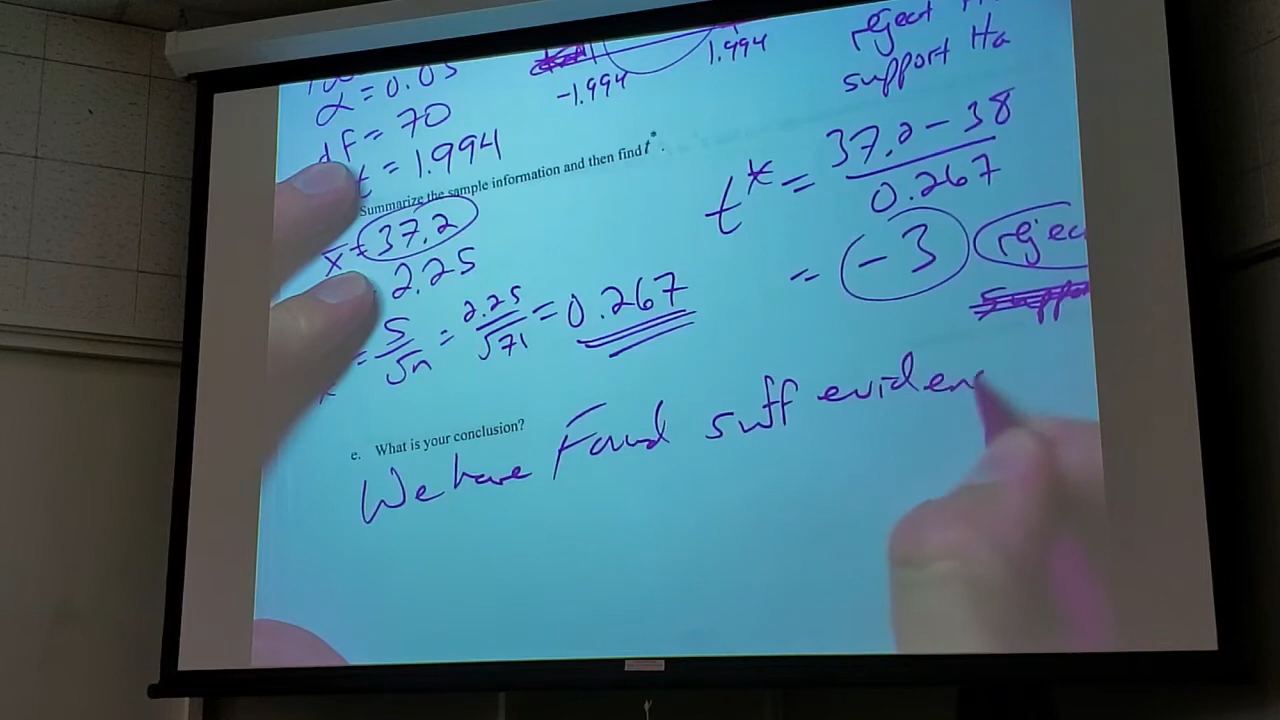 reject
support Ha
1.994
-1.994
α = 0.05
df = 70
t = 1.994
Summarize the sample information and then find t*.
x̄ = 37.2
2.25
= s/√n = 2.25/√71 = 0.267
t* = 37.2 - 38 / 0.267
= -3 rejec
e. What is your conclusion?
We have Found suff eviden